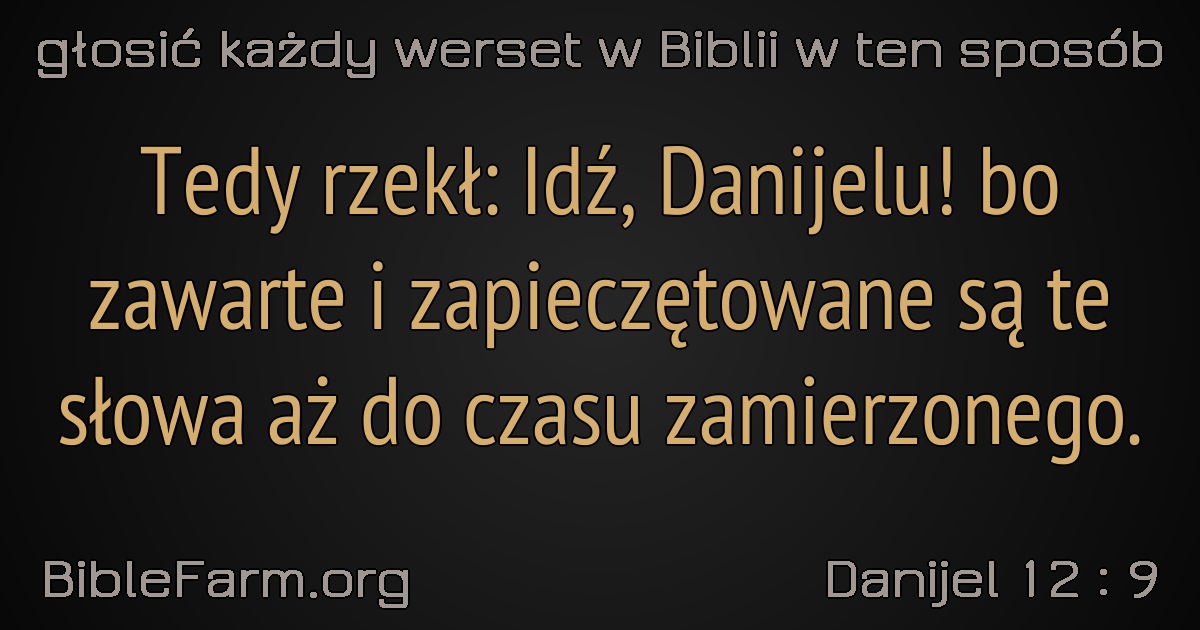 głosić każdy werset w Biblii w ten sposób
Tedy rzekł: Idź, Danijelu! bo
zawarte i zapieczętowane są te
słowa aż do czasu zamierzonego.
BibleFarm.org
Danijel 12 : 9